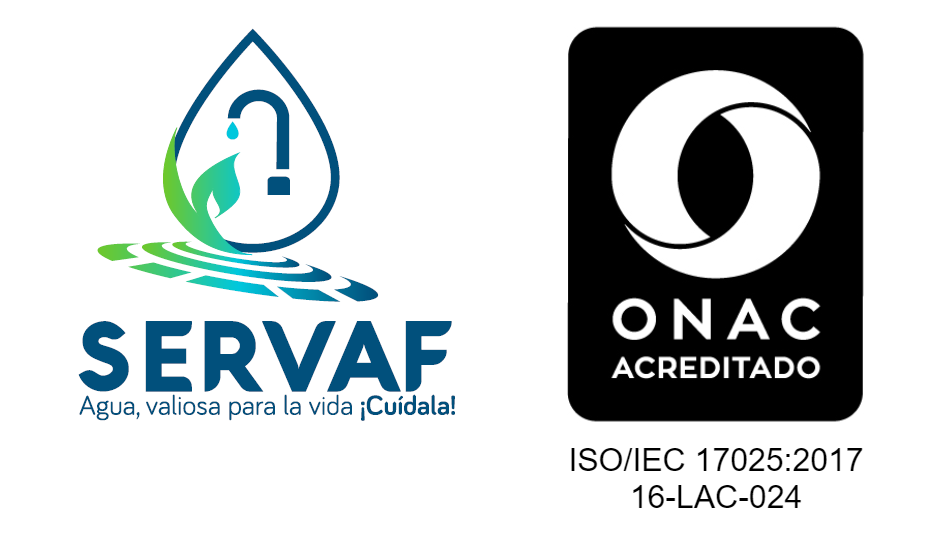 SERVAF
Agua, valiosa para la vida ¡Cuídala!
ONAC
ACREDITADO
ISO/IEC 17025:2017
16-LAC-024